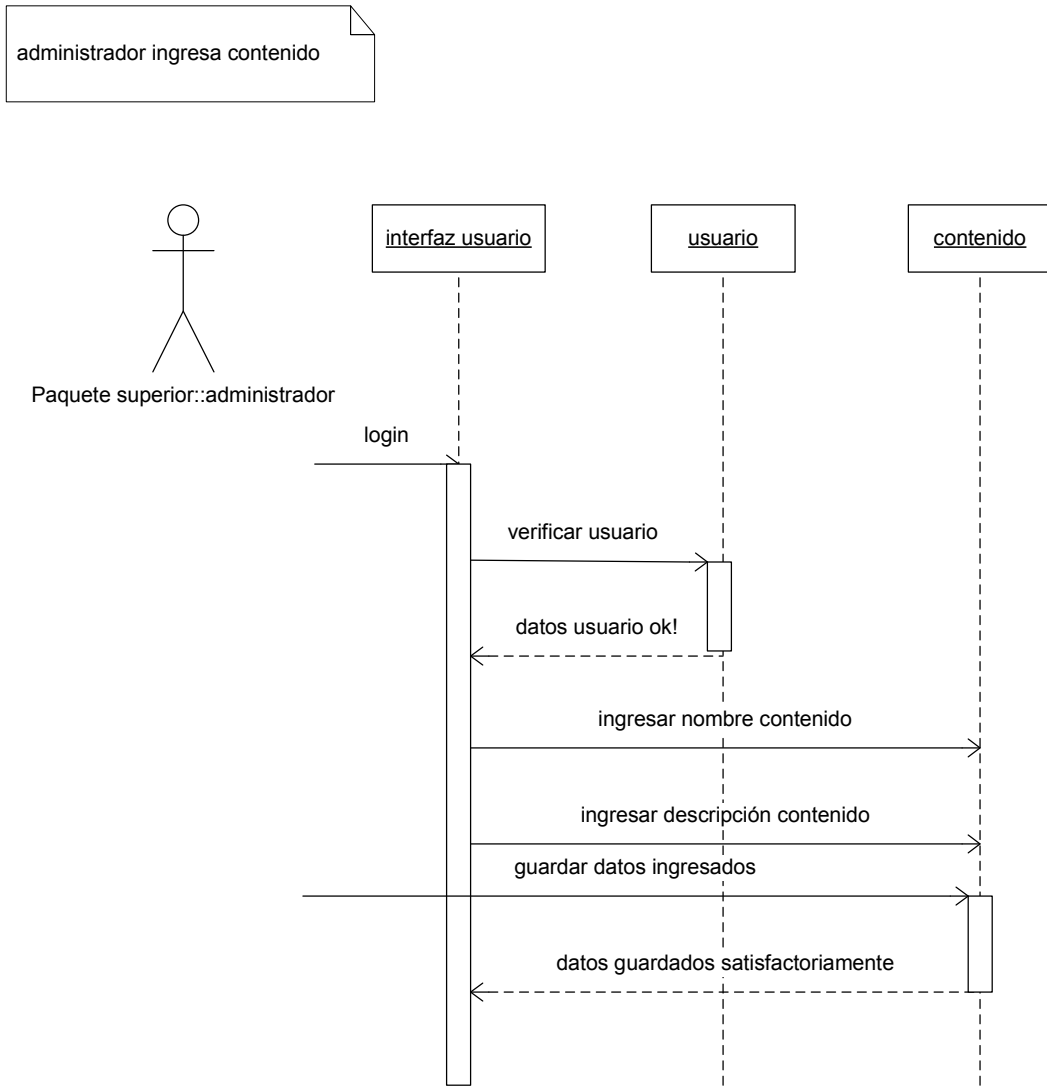 administrador ingresa contenido
interfaz usuario
usuario
contenido
Paquete superior::administrador
login
verificar usuario
datos usuario ok!
ingresar nombre contenido
ingresar descripción contenido
guardar datos ingresados
datos guardados satisfactoriamente